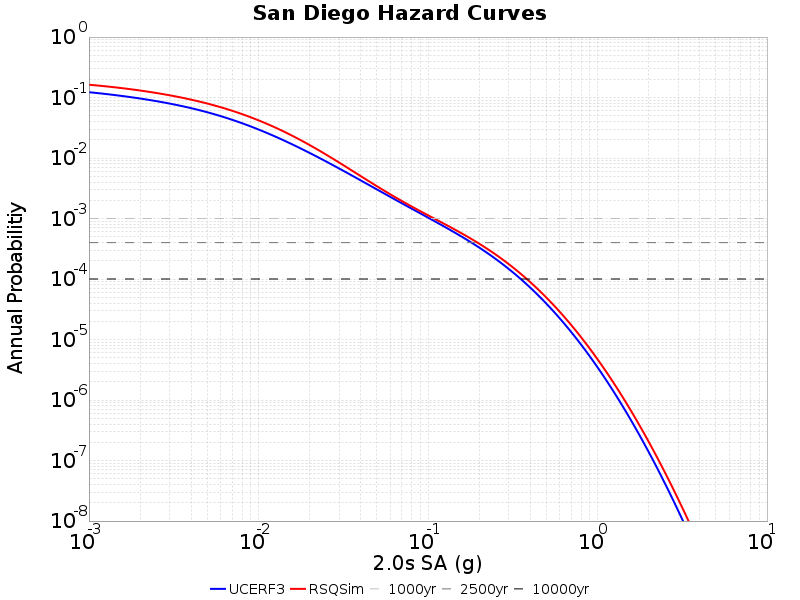 San Diego Hazard Curves
Annual Probabilitiy
10^0
10^-1
10^-2
10^-3
10^-4
10^-5
10^-6
10^-7
10^-8
10^-3 10^-2 10^-1 10^0 10^1
2.0s SA (g)
UCERF3 RSQSim 1000yr 2500yr 10000yr